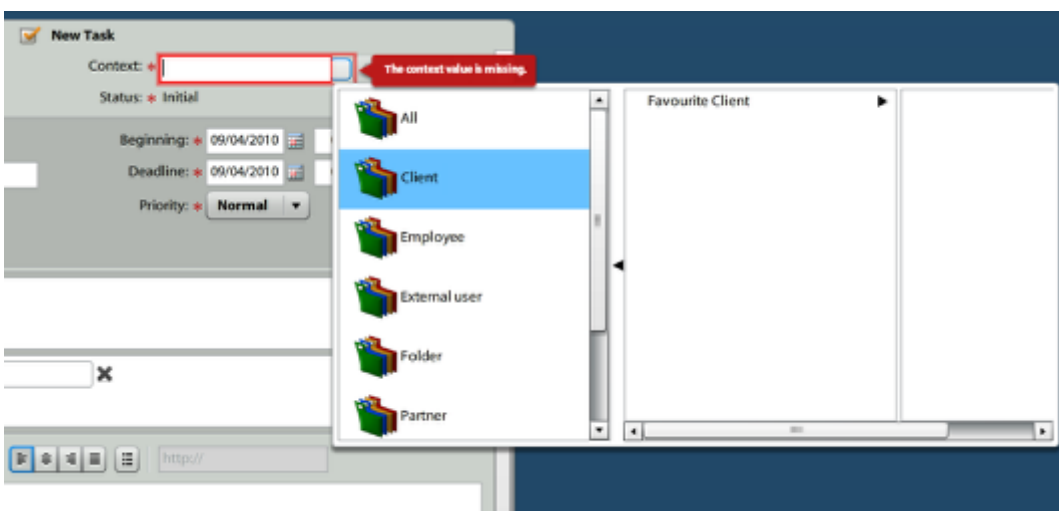 New Task
Context: *
The context value is missing.
Status: * Initial
Beginning: * 09/04/2010
Deadline: * 09/04/2010
Priority: * Normal
All
Client
Employee
External user
Folder
Partner
Favourite Client
http://